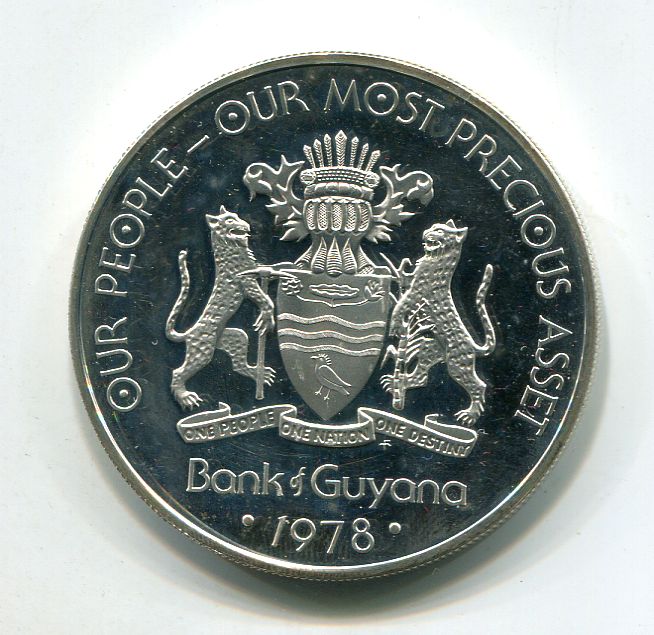 OUR PEOPLE – OUR MOST PRECIOUS ASSET
ONE PEOPLE ONE NATION ONE DESTINY
F
Bank of Guyana
• 1978 •